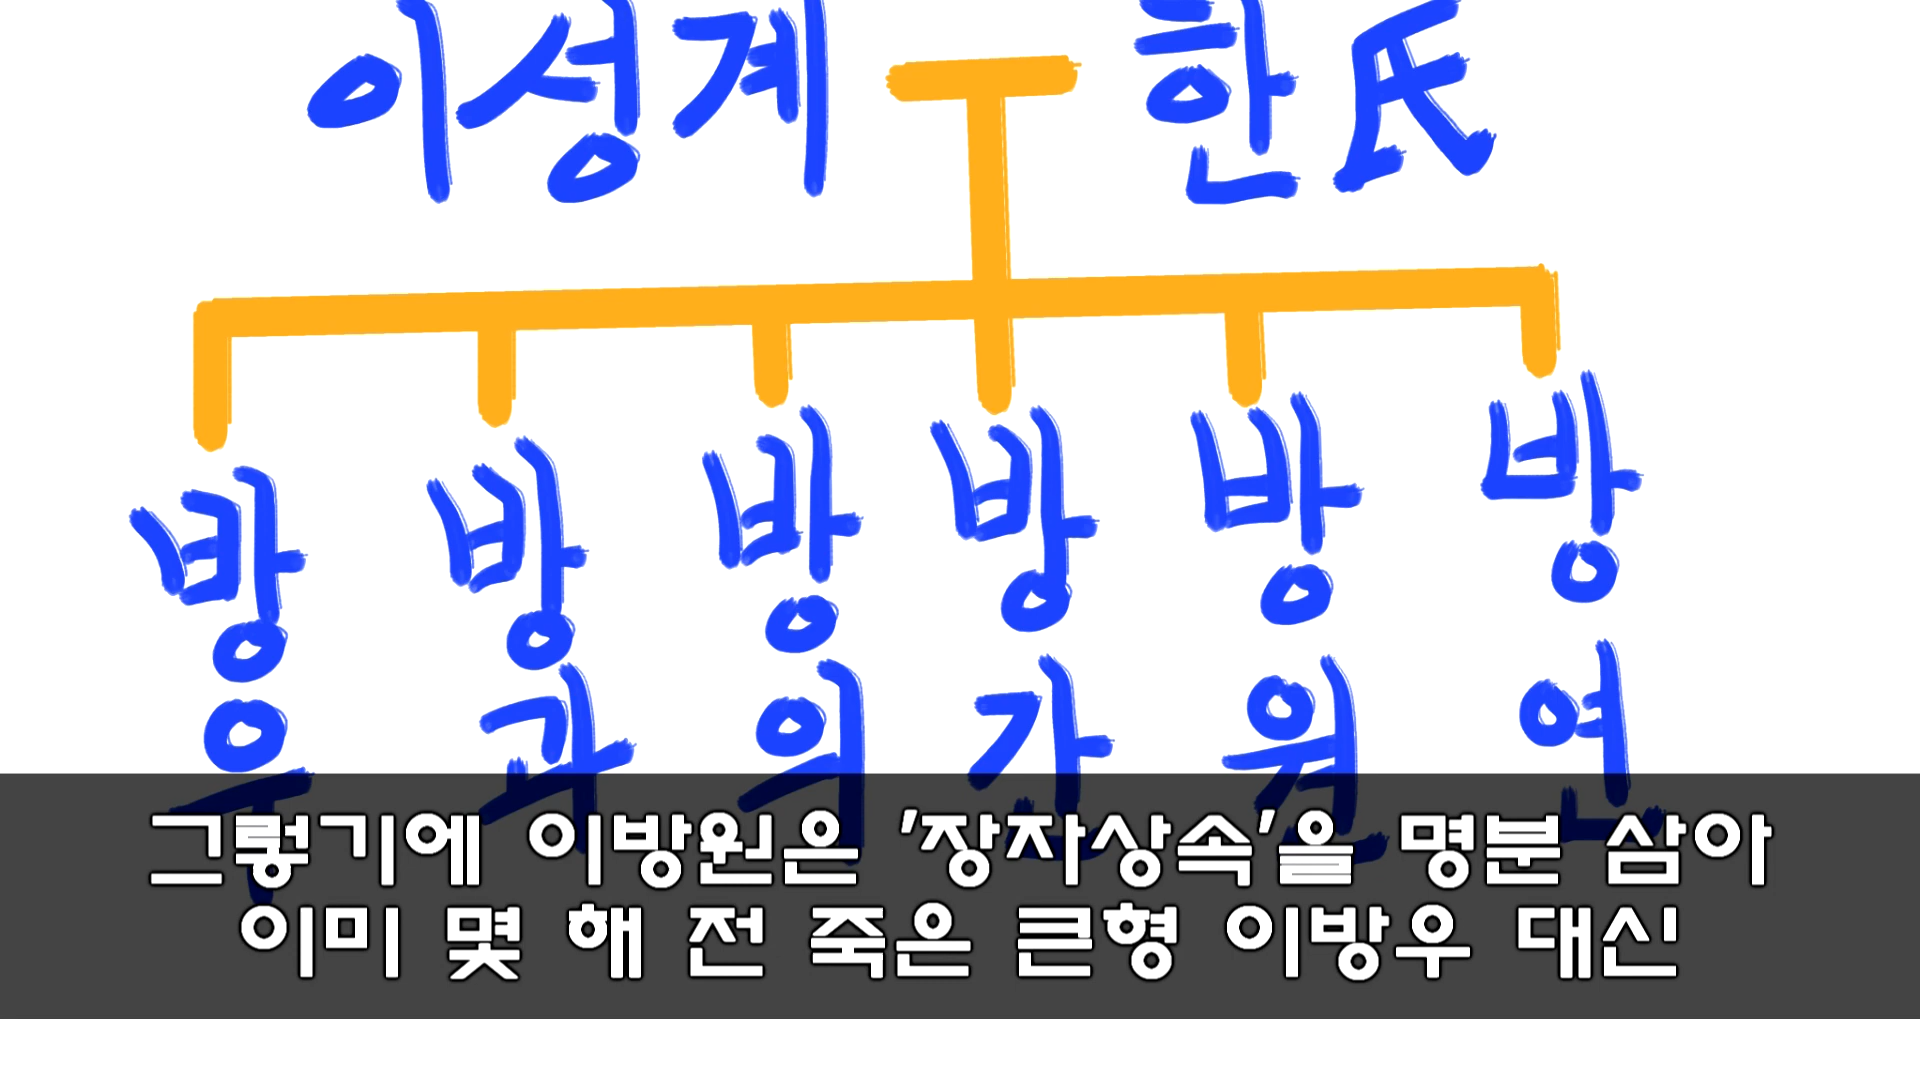 이성계 한氏
방우 방과 방의 방간 방원 방연
그렇기에 이방원은 '장자상속'을 명분 삼아
이미 몇 해 전 죽은 큰형 이방우 대신